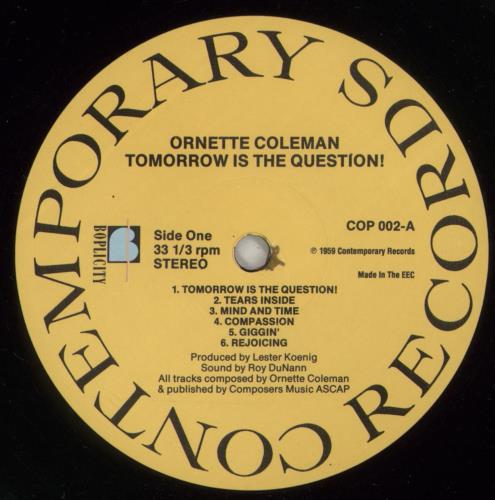 CONTEMPORARY RECORDS
ORNETTE COLEMAN
TOMORROW IS THE QUESTION!
BOPLICITY
Side One
33 1/3 rpm
STEREO
COP 002-A
℗ 1959 Contemporary Records
Made In The EEC
1. TOMORROW IS THE QUESTION!
2. TEARS INSIDE
3. MIND AND TIME
4. COMPASSION
5. GIGGIN'
6. REJOICING
Produced by Lester Koenig
Sound by Roy DuNann
All tracks composed by Ornette Coleman
& published by Composers Music ASCAP